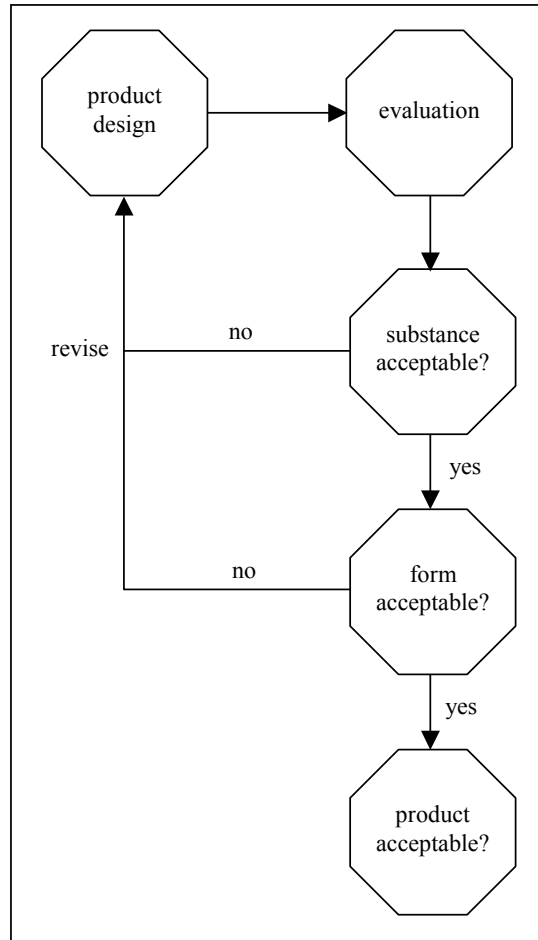 product
design
evaluation
substance
acceptable?
no
revise
yes
form
acceptable?
no
yes
product
acceptable?